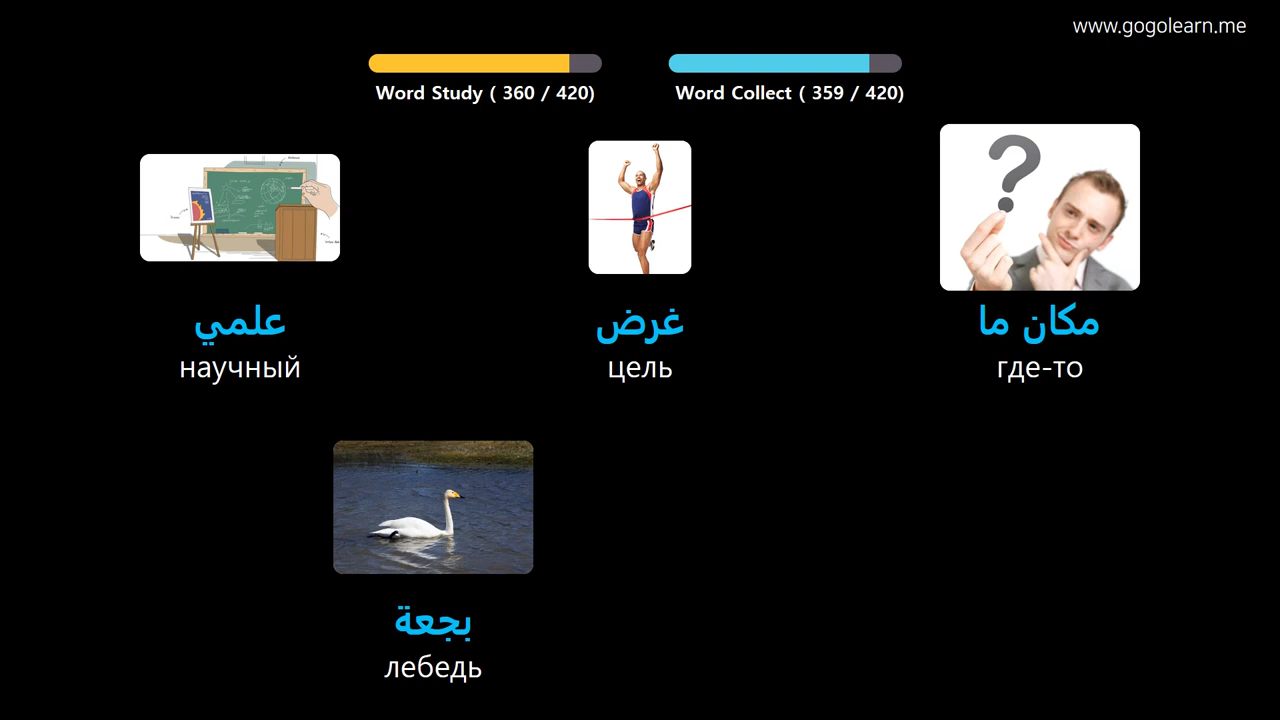 www.gogolearn.me
Word Study ( 360 / 420)
Word Collect ( 359 / 420)
علمي
научный
غرض
цель
مكان ما
где-то
بجعة
лебедь